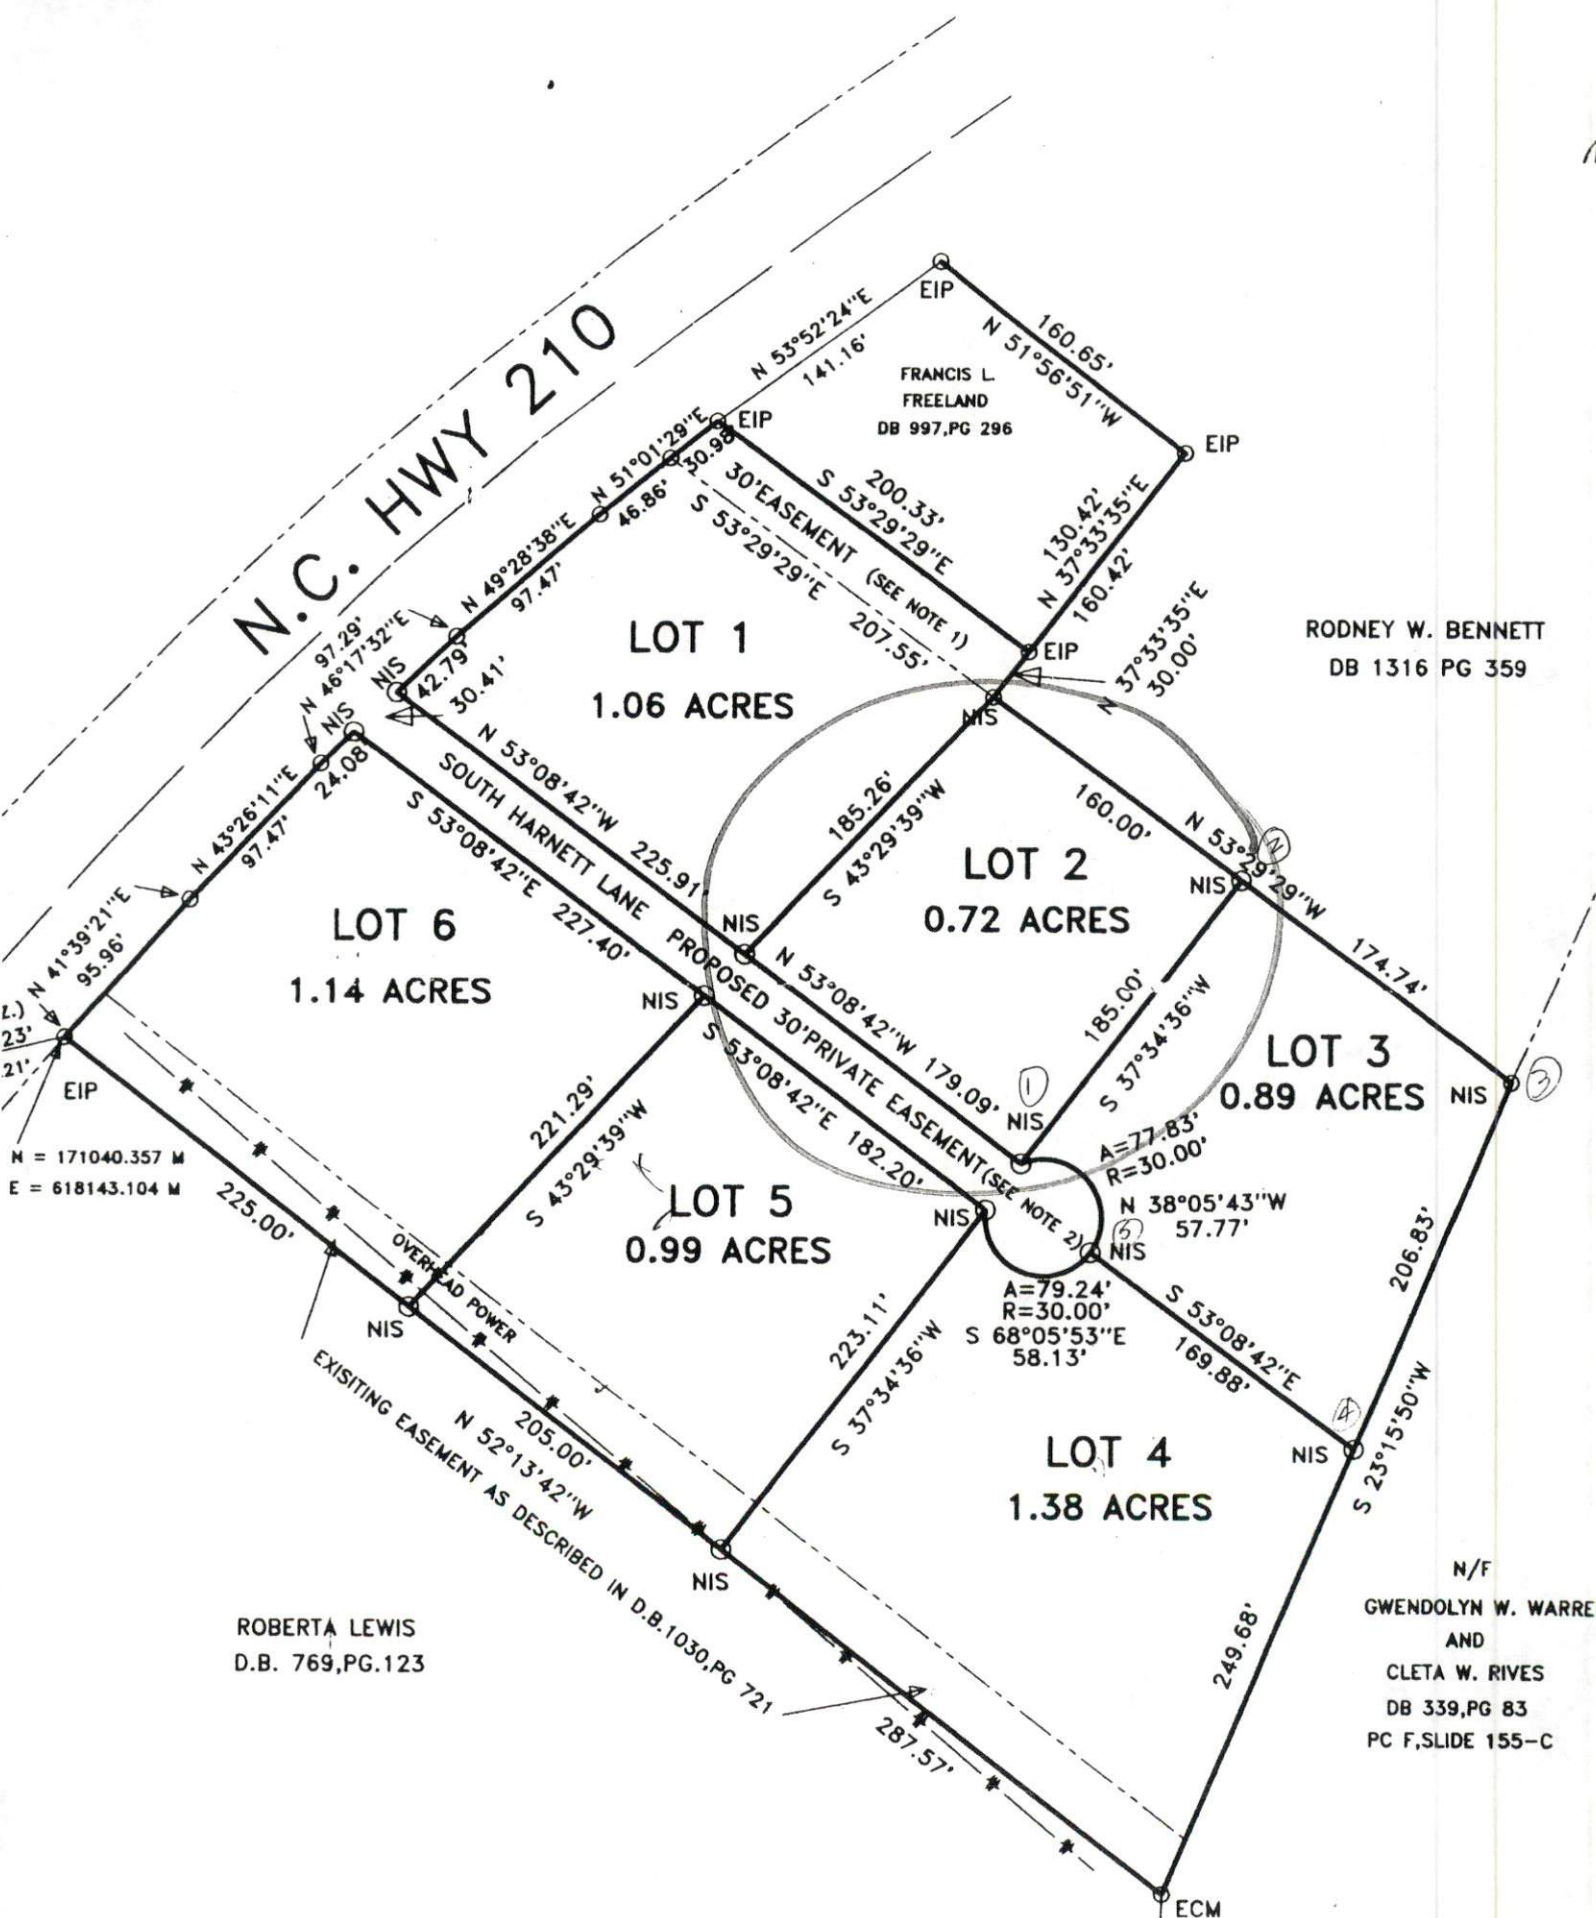 EIP
N 53°52'24"E
141.16'
160.65'
N 51°56'51"W
FRANCIS L.
FREELAND
DB 997,PG 296
N.C. HWY 210
EIP
EIP
N 51°01'29"E
30.98'
46.86'
30'EASEMENT (SEE NOTE 1)
200.33'
S 53°29'29"E
S 53°29'29"E 207.55'
130.42'
N 37°33'35"E
160.42'
N 49°28'38"E
97.47'
EIP
N 37°33'35"E
30.00'
RODNEY W. BENNETT
DB 1316 PG 359
LOT 1
1.06 ACRES
97.29'
N 46°17'32"E
NIS
42.79'
30.41'
NIS
NIS
24.08'
N 43°26'11"E
97.47'
N 53°08'42"W 225.91'
SOUTH HARNETT LANE PROPOSED 30'PRIVATE EASEMENT(SEE NOTE 2)
S 53°08'42"E 227.40'
185.26'
S 43°29'39"W
160.00'
N 53°29'29"W
2
LOT 2
0.72 ACRES
NIS
NIS
N 41°39'21"E
95.96'
LOT 6
1.14 ACRES
NIS
N 53°08'42"W 179.09'
S 53°08'42"E 182.20'
185.00'
S 37°34'36"W
174.74'
LOT 3
0.89 ACRES
NIS
3
1
NIS
23'
21'
EIP
N = 171040.357 M
E = 618143.104 M
221.29'
S 43°29'39"W
225.00'
LOT 5
0.99 ACRES
A=77.83'
R=30.00'
N 38°05'43"W
57.77'
5
NIS
NIS
206.83'
OVERHEAD POWER
NIS
A=79.24'
R=30.00'
S 68°05'53"E
58.13'
S 53°08'42"E
169.88'
223.11'
S 37°34'36"W
4
NIS
S 23°15'50"W
EXISITING EASEMENT AS DESCRIBED IN D.B.1030,PG 721
205.00'
N 52°13'42"W
LOT 4
1.38 ACRES
NIS
N/F
GWENDOLYN W. WARRE
AND
CLETA W. RIVES
DB 339,PG 83
PC F,SLIDE 155-C
ROBERTA LEWIS
D.B. 769,PG.123
249.68'
287.57'
ECM